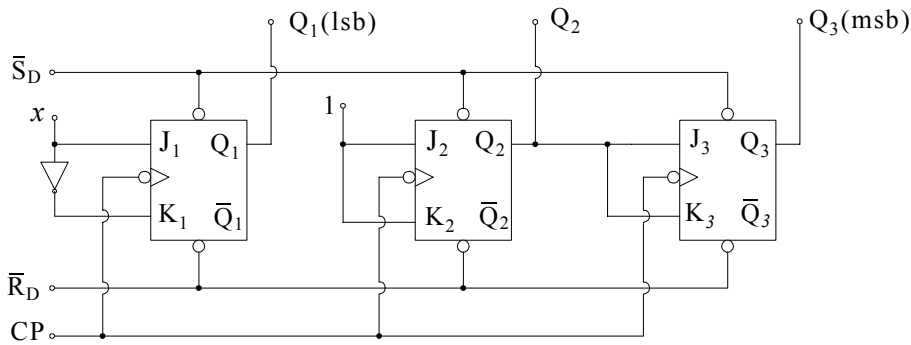 Q₁(lsb) Q₂ Q₃(msb)
S̅D
x 1
J₁ Q₁ J₂ Q₂ J₃ Q₃
K₁ Q̅₁ K₂ Q̅₂ K₃ Q̅₃
R̅D
CP